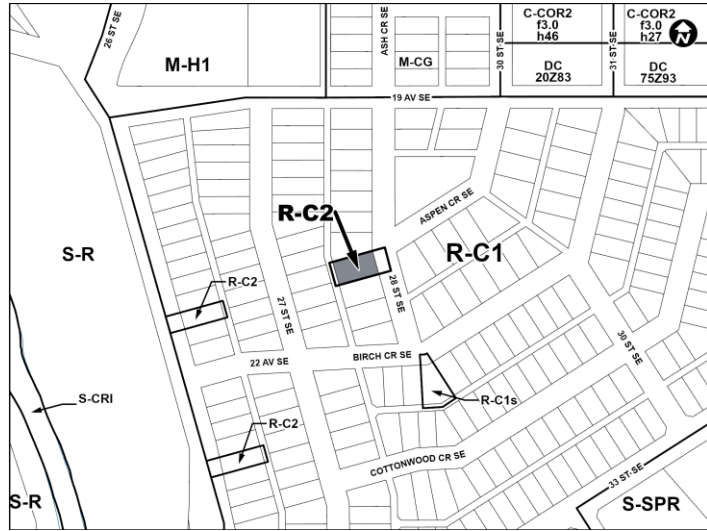 C-COR2
f3.0
h46
C-COR2
f3.0
h27
N
26 ST SE
ASH CR SE
30 ST SE
31 ST SE
M-H1
M-CG
DC
20Z83
DC
75Z93
19 AV SE
R-C2
ASPEN CR SE
S-R
R-C1
R-C2
27 ST SE
28 ST SE
30 ST SE
22 AV SE
BIRCH CR SE
S-CRI
R-C1s
R-C2
COTTONWOOD CR SE
33 ST SE
S-R
S-SPR